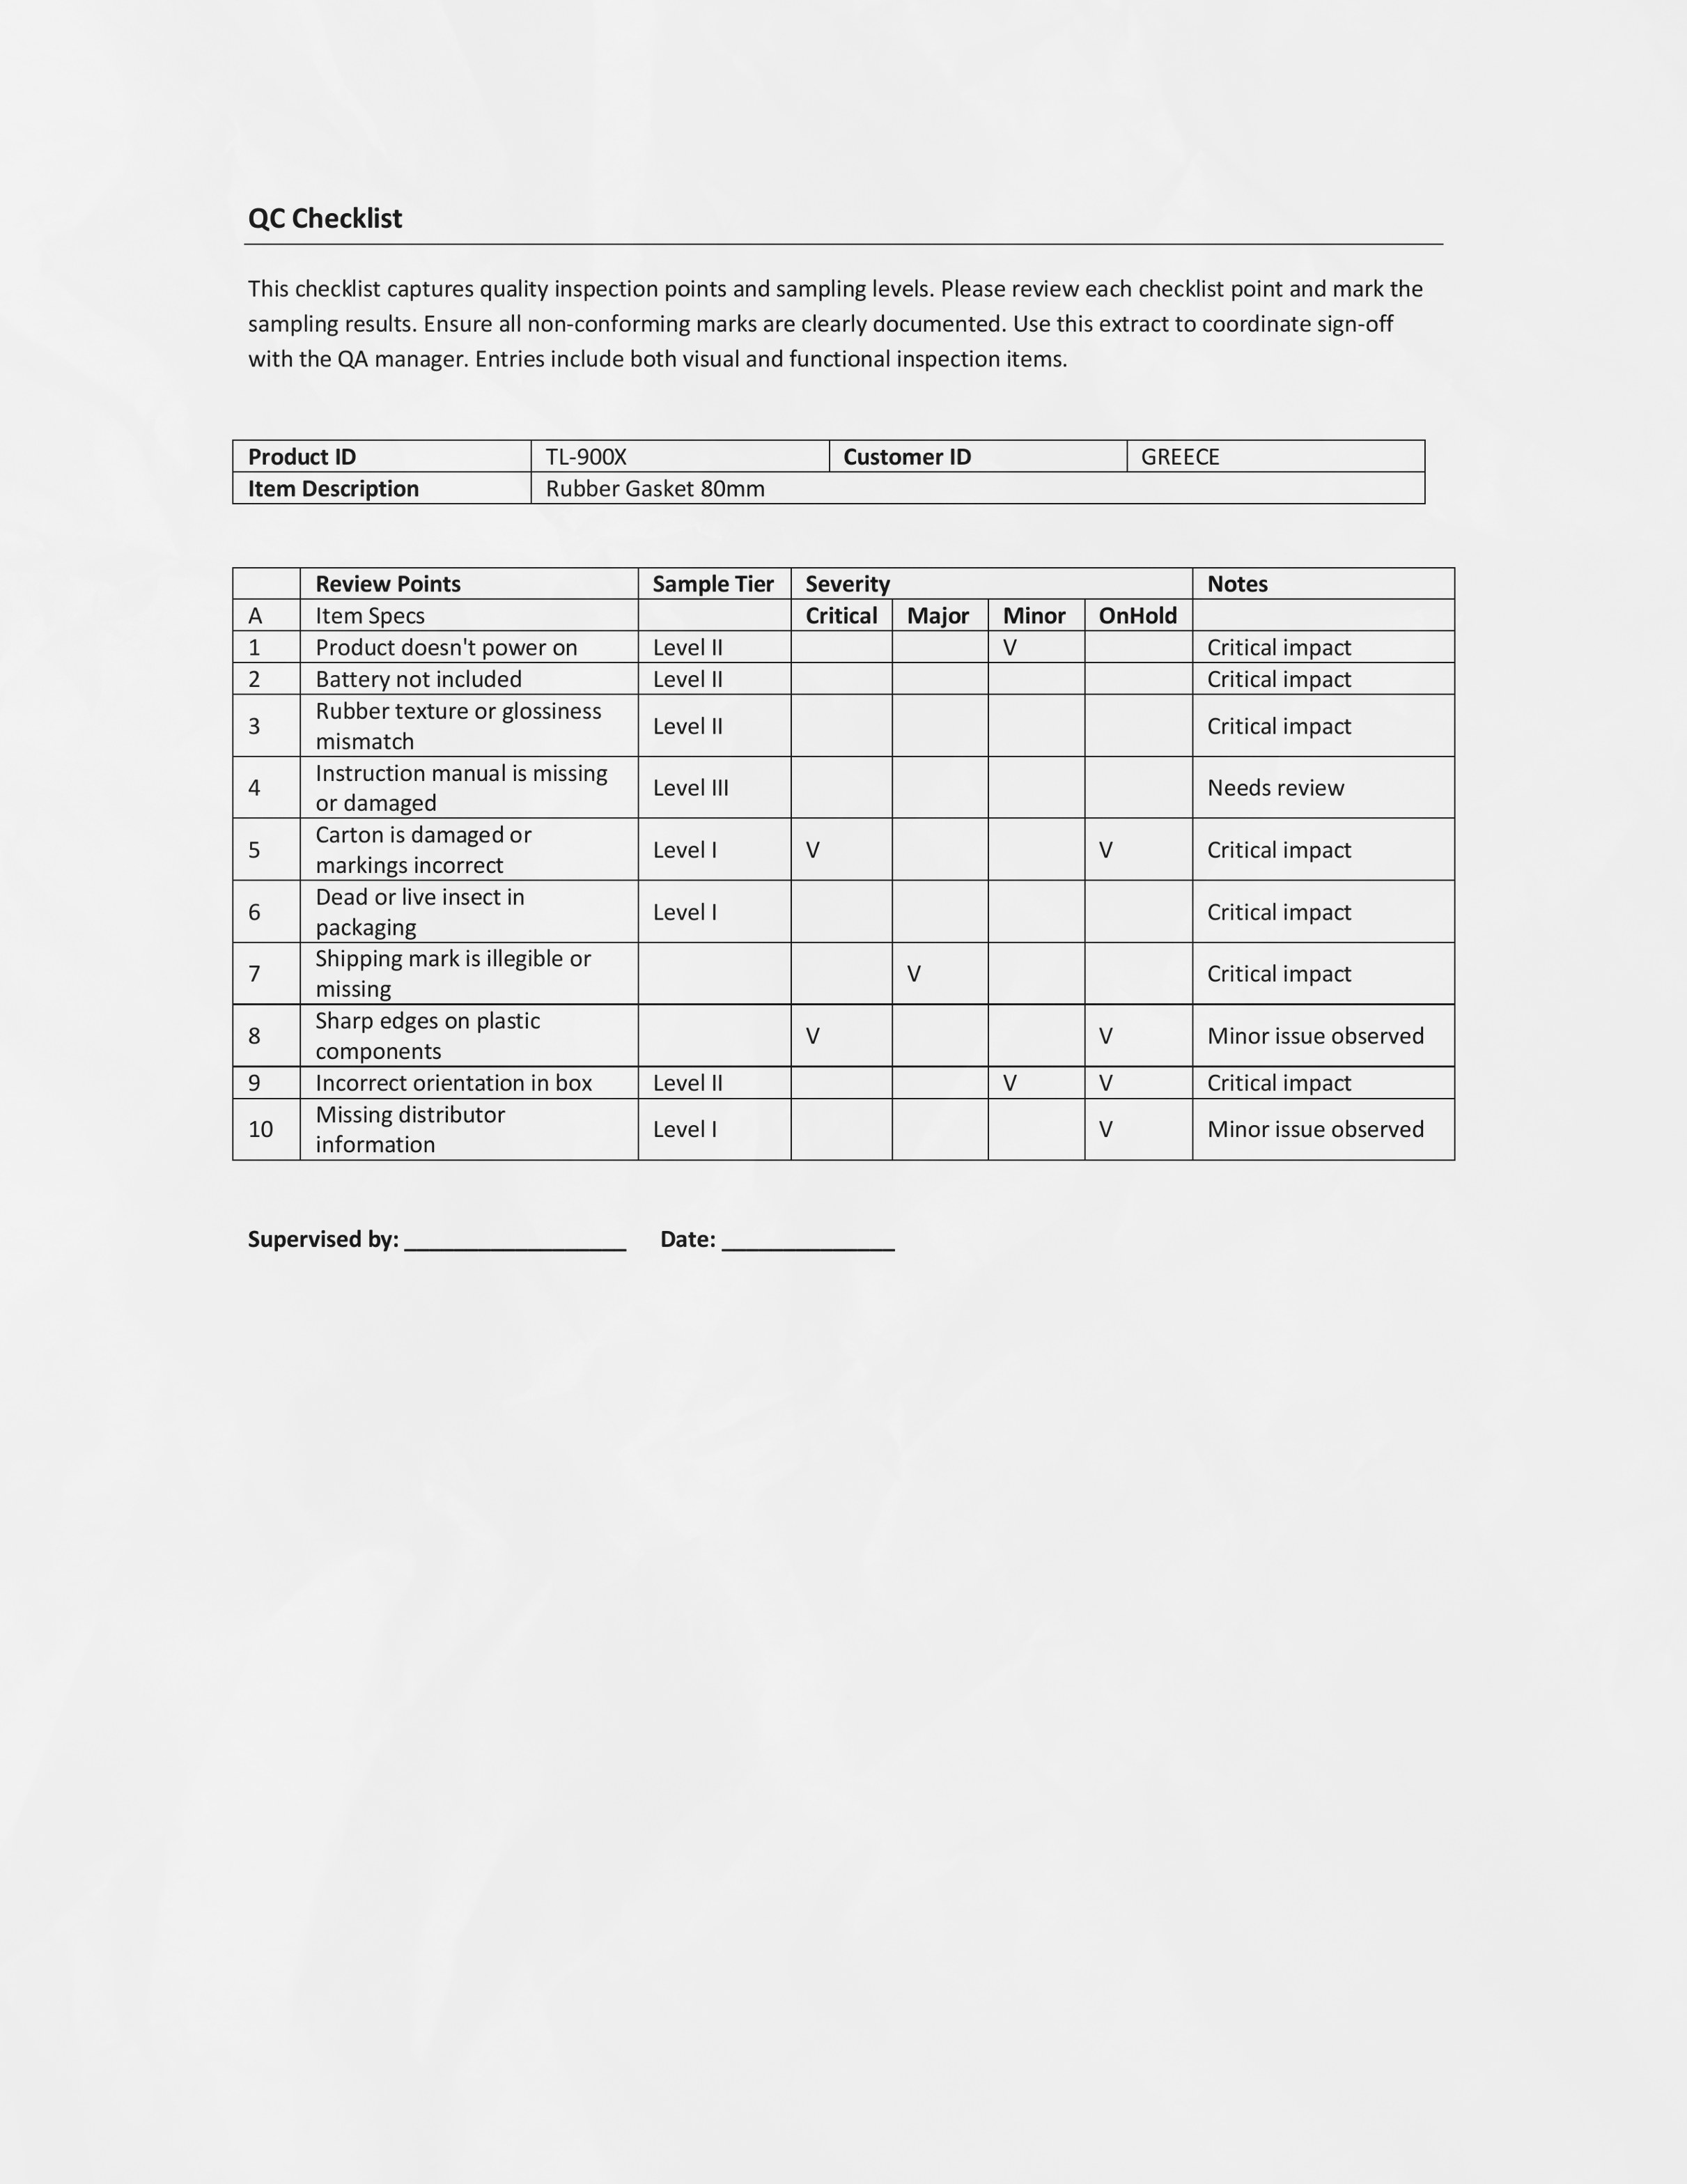 QC Checklist
This checklist captures quality inspection points and sampling levels. Please review each checklist point and mark the
sampling results. Ensure all non-conforming marks are clearly documented. Use this extract to coordinate sign-off
with the QA manager. Entries include both visual and functional inspection items.
Product ID TL-900X Customer ID GREECE
Item Description Rubber Gasket 80mm
Review Points Sample Tier Severity Notes
A Item Specs Critical Major Minor OnHold
1 Product doesn't power on Level II V Critical impact
2 Battery not included Level II Critical impact
3 Rubber texture or glossiness
mismatch Level II Critical impact
4 Instruction manual is missing
or damaged Level III Needs review
5 Carton is damaged or
markings incorrect Level I V V Critical impact
6 Dead or live insect in
packaging Level I Critical impact
7 Shipping mark is illegible or
missing V Critical impact
8 Sharp edges on plastic
components V V Minor issue observed
9 Incorrect orientation in box Level II V V Critical impact
10 Missing distributor
information Level I V Minor issue observed
Supervised by: __________________ Date: ______________